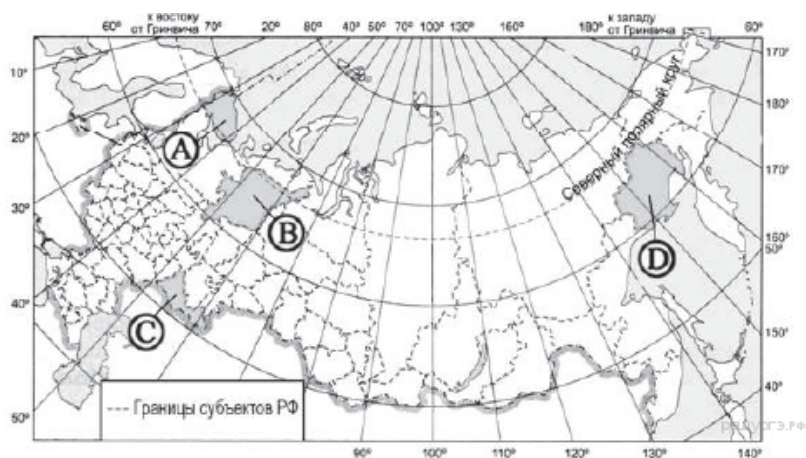 к востоку
от Гринвича
к западу
от Гринвича
60° 70° 20° 80° 40° 50° 70° 100° 130° 160° 180° 60°
10°
20°
30°
40°
50°
170°
180°
170°
160°
50°
150°
40°
Северный полярный круг
A
B
C
D
Границы субъектов РФ
90° 100° 110° 120° 130° 140°